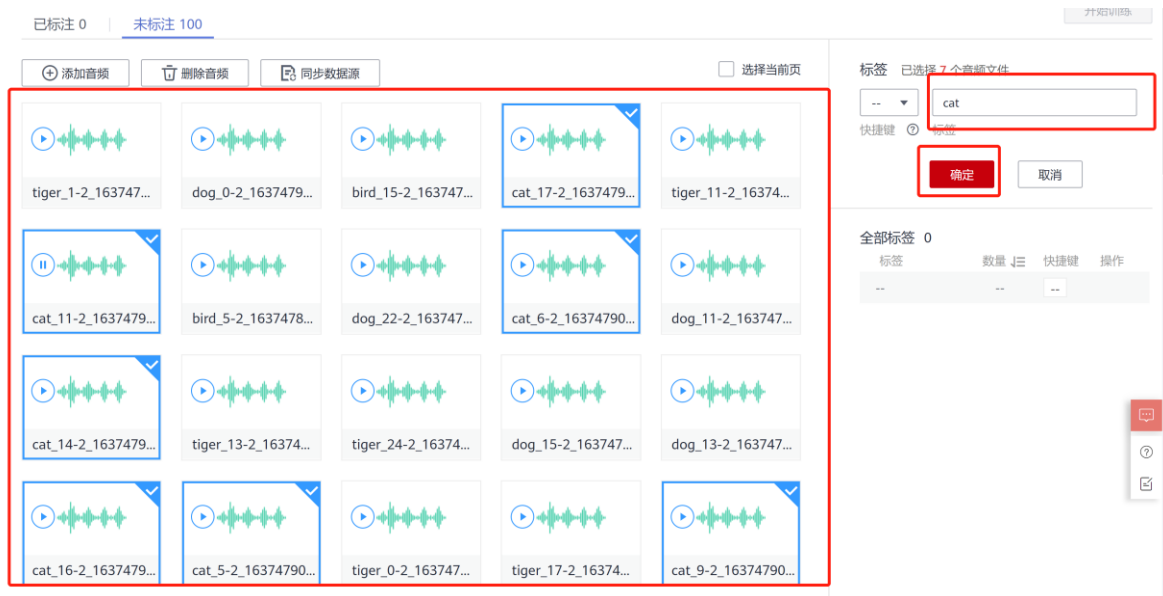 开始训练
已标注 0
未标注 100
添加音频
删除音频
同步数据源
选择当前页
tiger_1-2_163747...
dog_0-2_1637479...
bird_15-2_163747...
cat_17-2_1637479...
tiger_11-2_16374...
cat_11-2_1637479...
bird_5-2_1637478...
dog_22-2_163747...
cat_6-2_16374790...
dog_11-2_163747...
cat_14-2_1637479...
tiger_13-2_16374...
tiger_24-2_16374...
dog_15-2_163747...
dog_13-2_163747...
cat_16-2_1637479...
cat_5-2_16374790...
tiger_0-2_163747...
tiger_17-2_16374...
cat_9-2_16374790...
标签 已选择 7 个音频文件
-- cat
快捷键 标签
确定 取消
全部标签 0
标签 数量 快捷键 操作
-- -- --